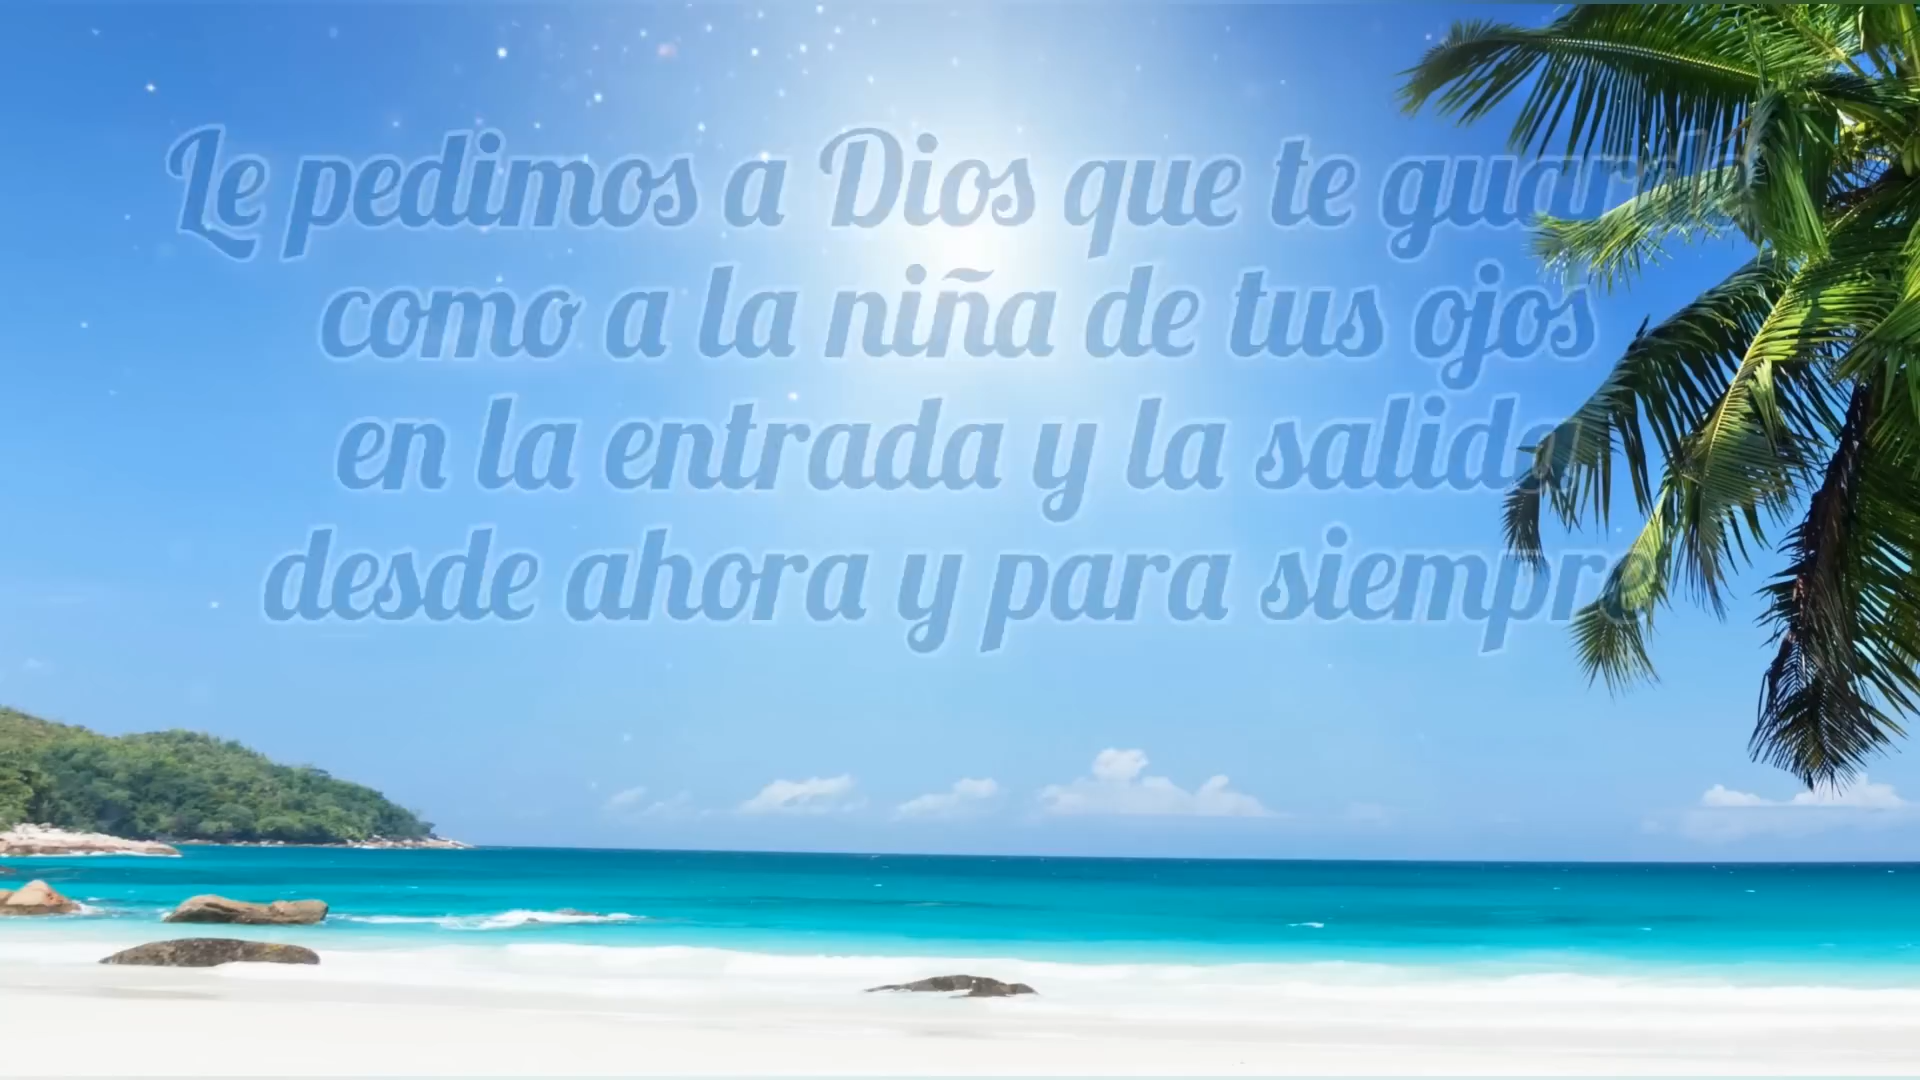 Le pedimos a Dios que te guarde
como a la niña de tus ojos
en la entrada y la salida
desde ahora y para siempre